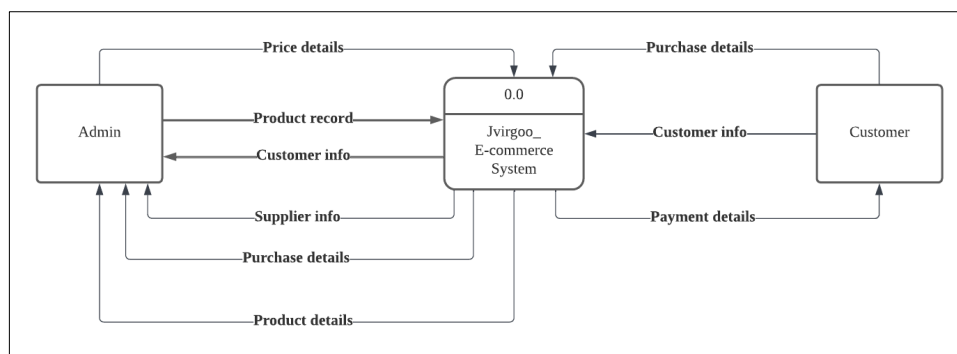 Price details
Purchase details
0.0
Admin
Product record
Jvirgoo_
E-commerce
System
Customer info
Customer
Customer info
Supplier info
Payment details
Purchase details
Product details